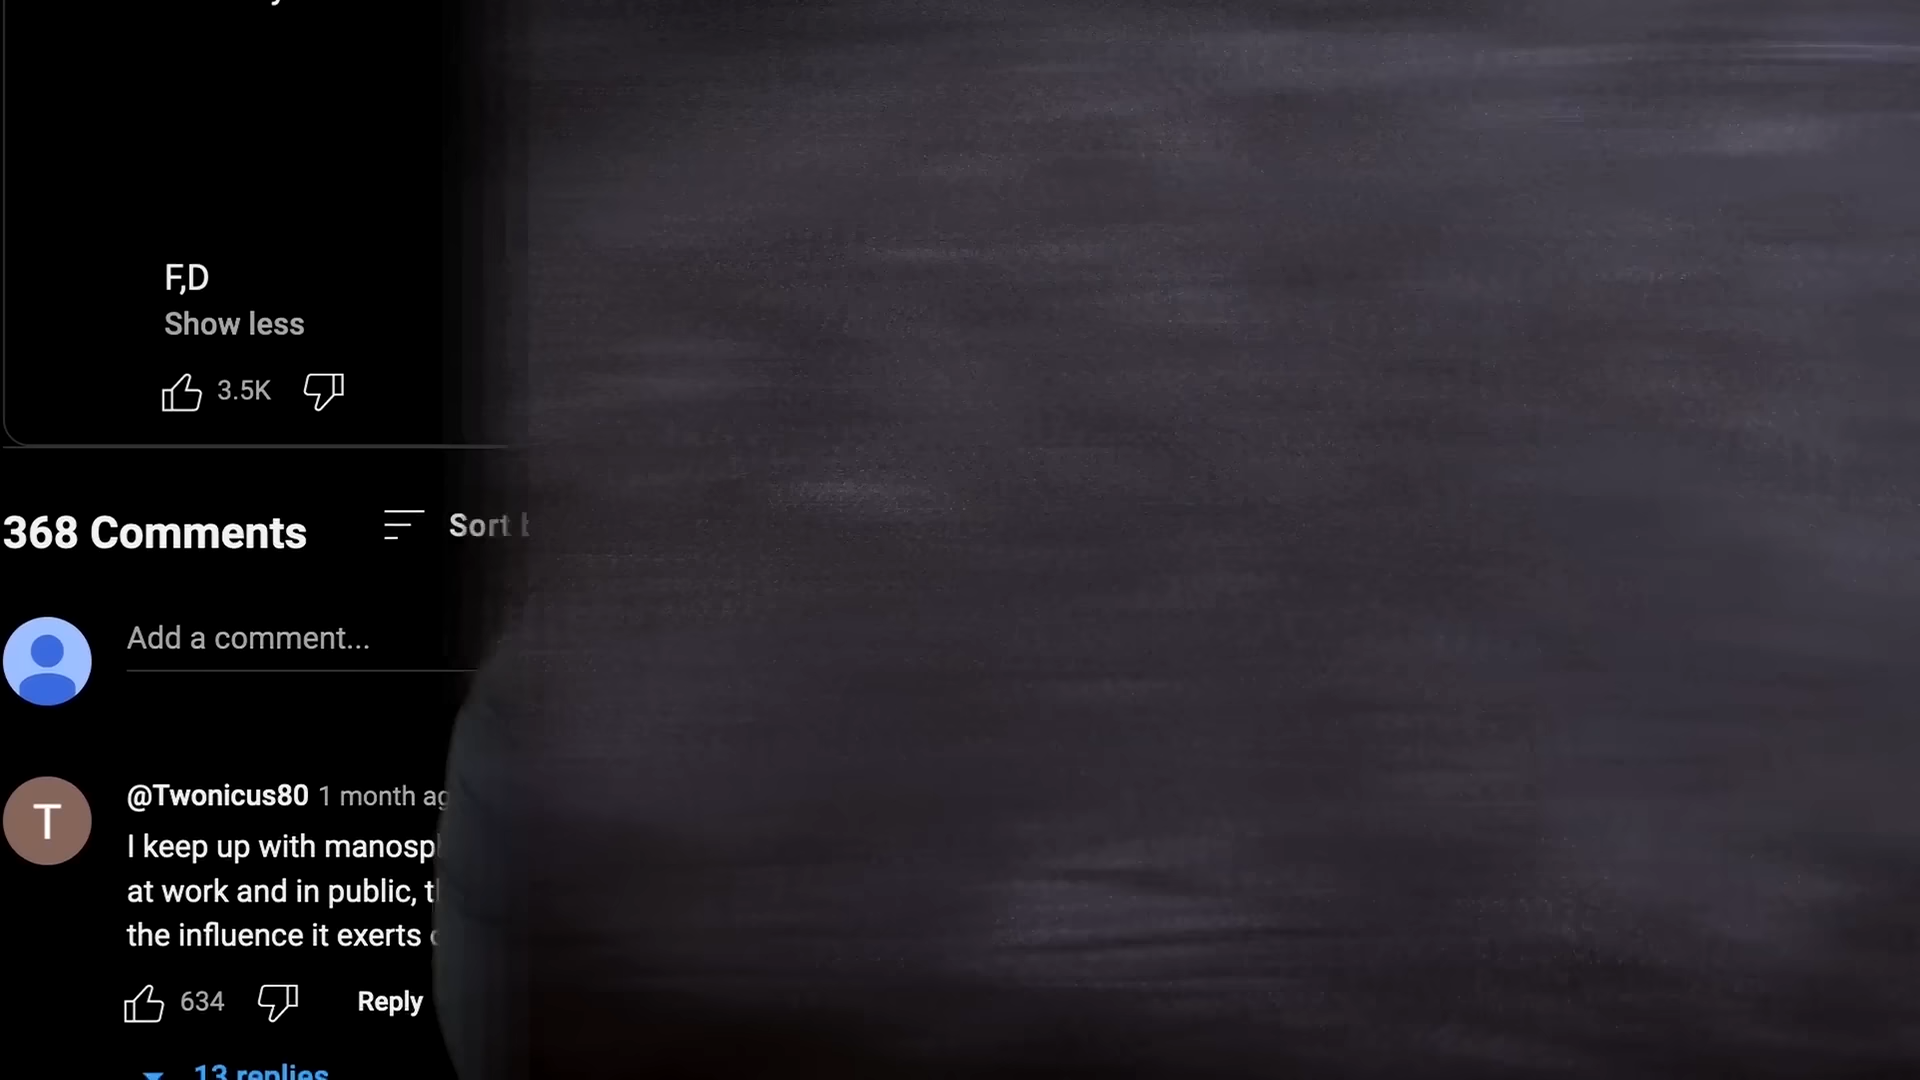 F,D
Show less
3.5K
368 Comments
Sort
Add a comment...
T
@Twonicus80 1 month
I keep up with
at work and in public,
the influence it exerts
634
Reply
13 replies